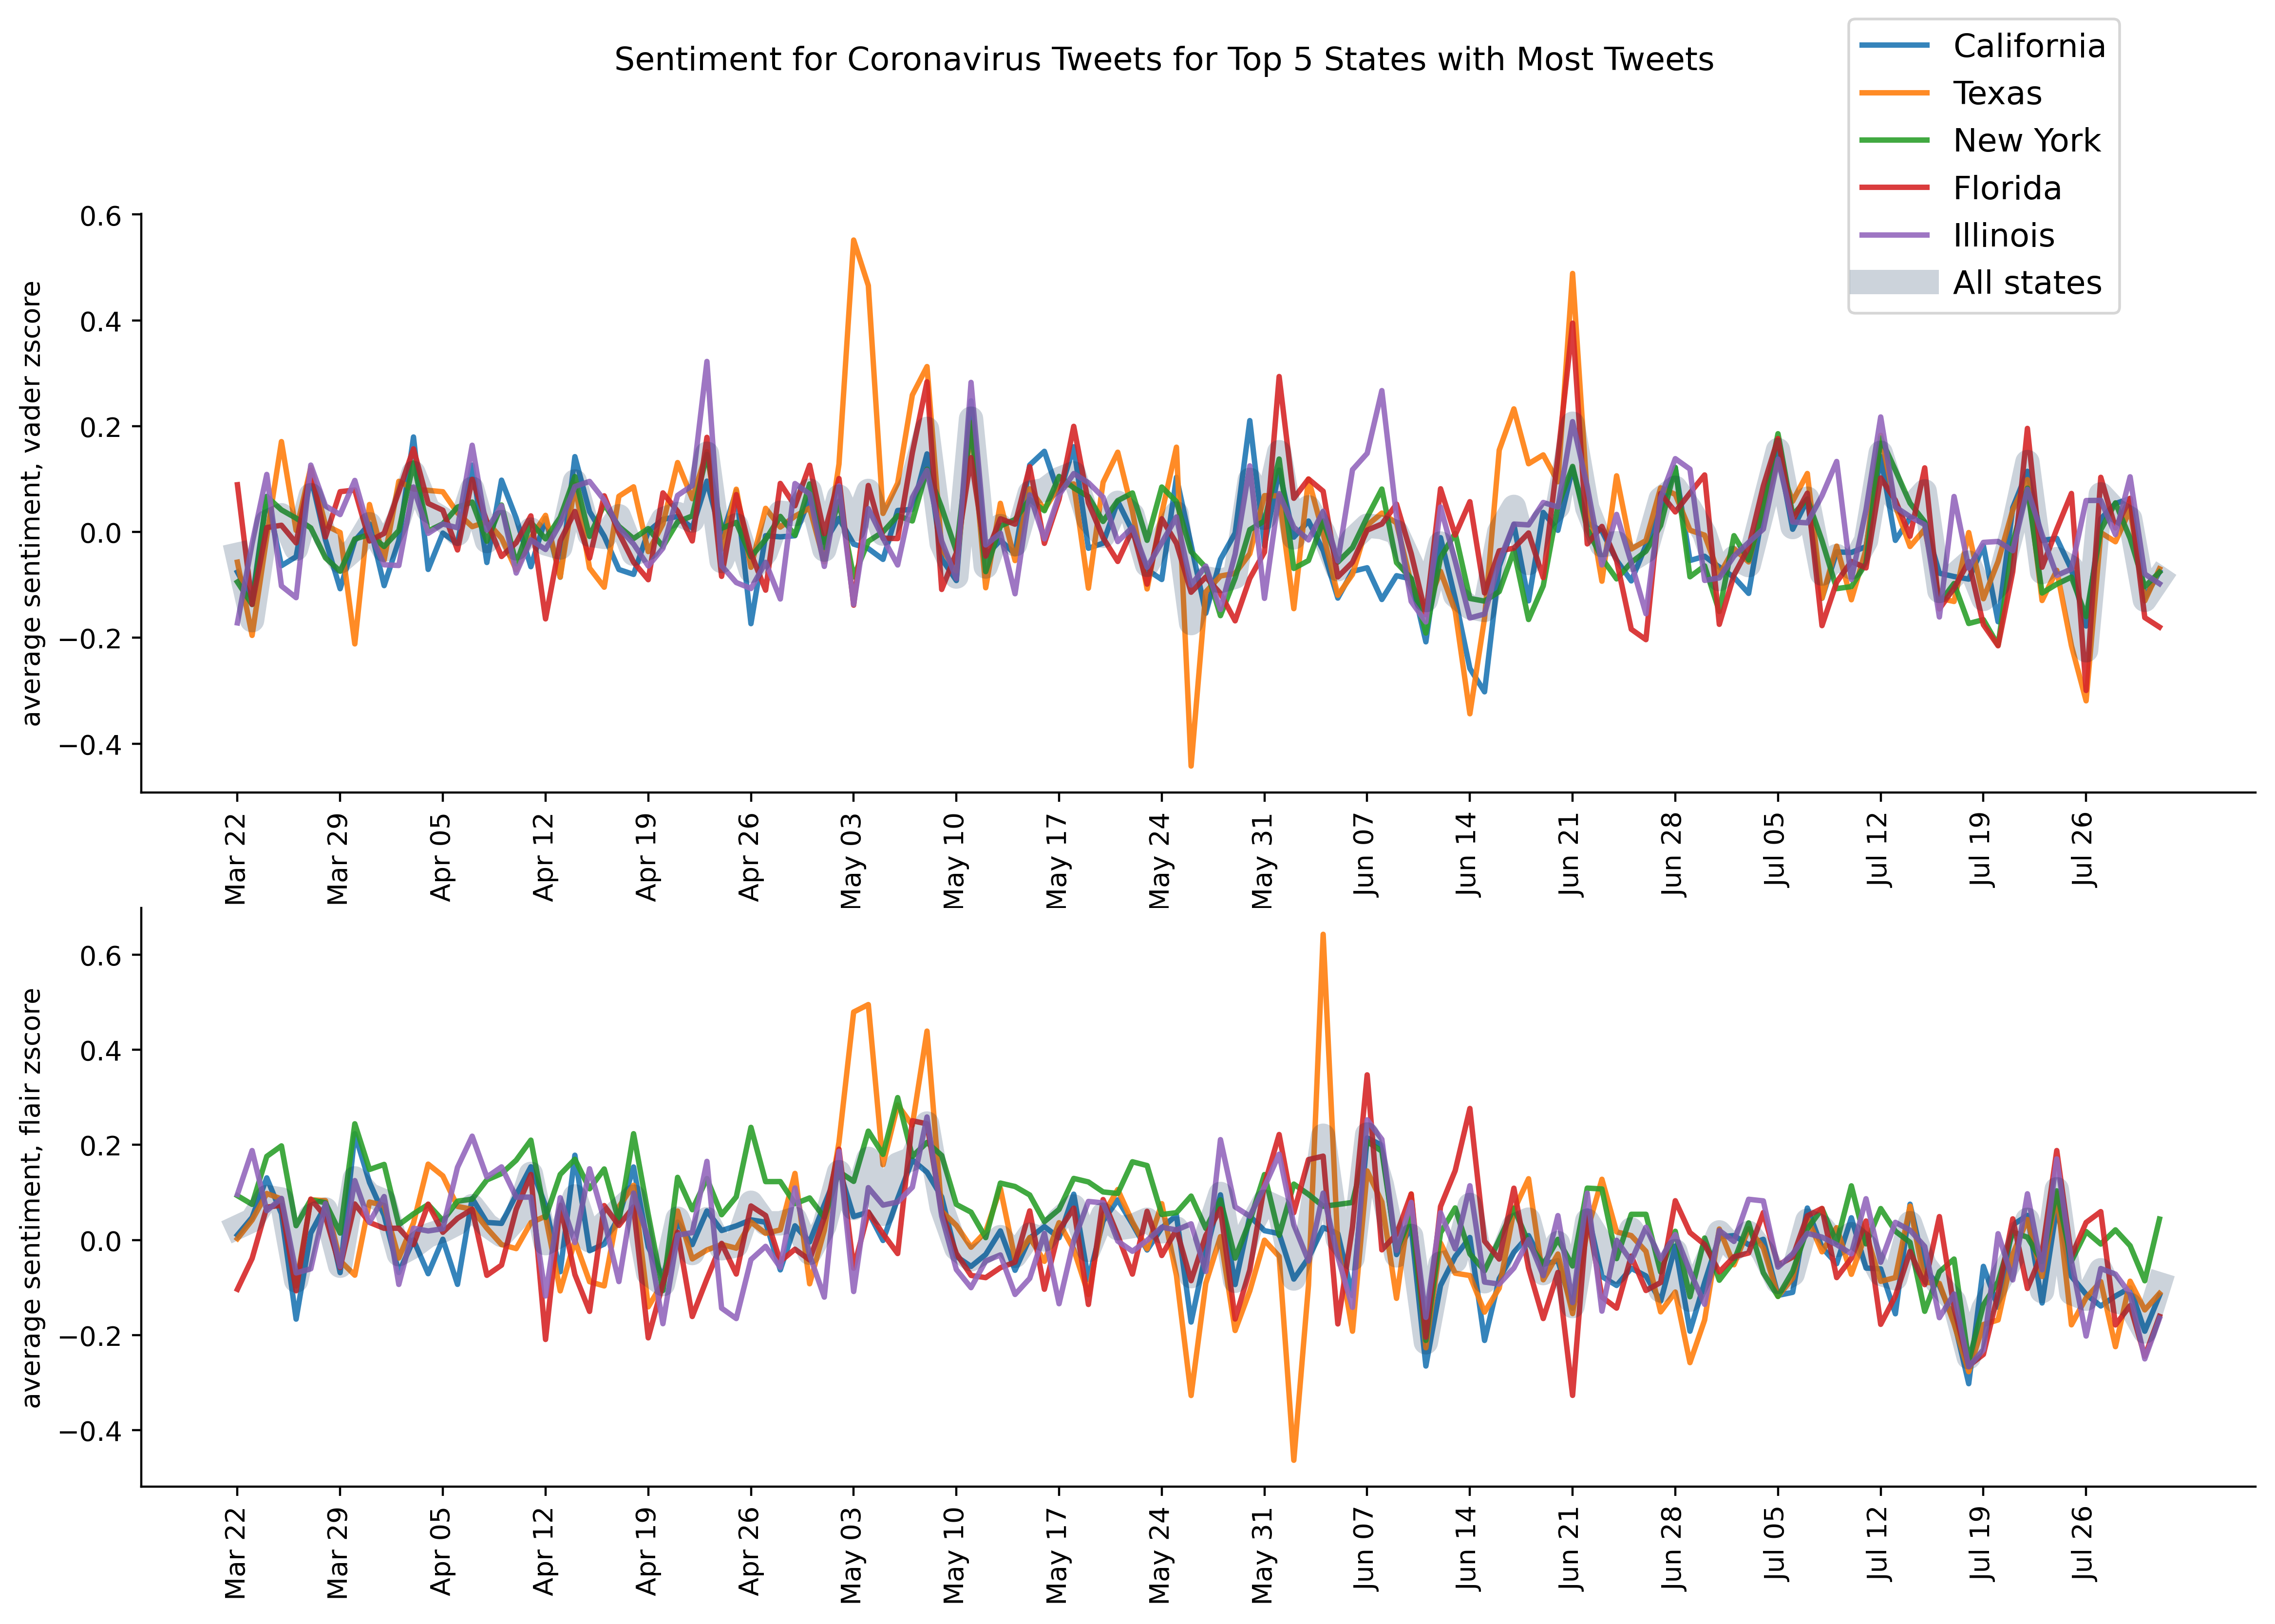 Sentiment for Coronavirus Tweets for Top 5 States with Most Tweets
California
Texas
New York
Florida
Illinois
All states
average sentiment, vader zscore
0.6
0.4
0.2
0.0
−0.2
−0.4
Mar 22
Mar 29
Apr 05
Apr 12
Apr 19
Apr 26
May 03
May 10
May 17
May 24
May 31
Jun 07
Jun 14
Jun 21
Jun 28
Jul 05
Jul 12
Jul 19
Jul 26
average sentiment, flair zscore
0.6
0.4
0.2
0.0
−0.2
−0.4
Mar 22
Mar 29
Apr 05
Apr 12
Apr 19
Apr 26
May 03
May 10
May 17
May 24
May 31
Jun 07
Jun 14
Jun 21
Jun 28
Jul 05
Jul 12
Jul 19
Jul 26